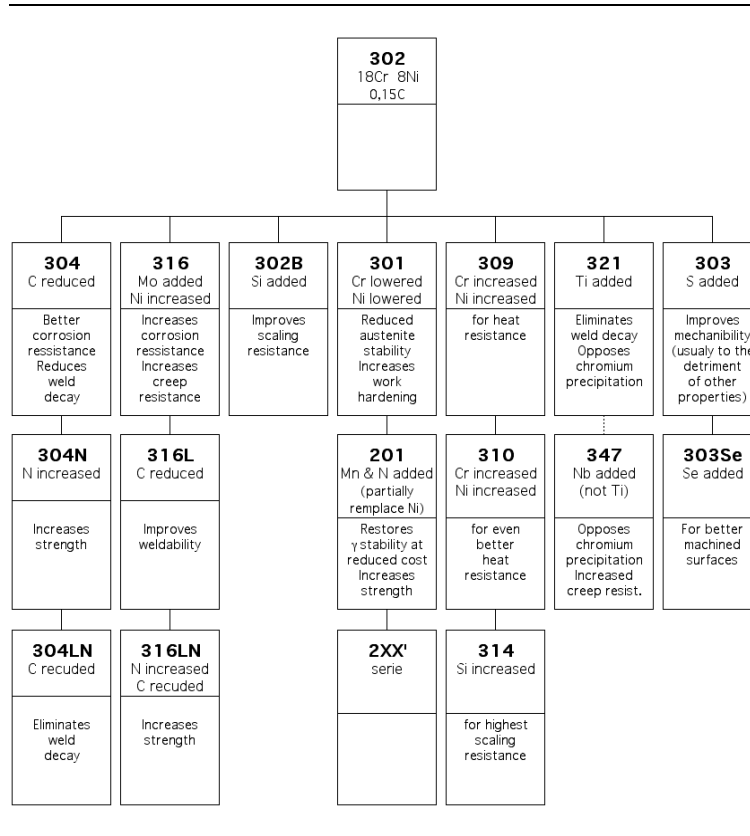 302
18Cr 8Ni
0,15C
304
C reduced
Better
corrosion
ressistance
Reduces
weld
decay
316
Mo added
Ni increased
Increases
corrosion
ressistance
Increases
creep
resistance
302B
Si added
Improves
scaling
resistance
301
Cr lowered
Ni lowered
Reduced
austenite
stability
Increases
work
hardening
309
Cr increased
Ni increased
for heat
resistance
321
Ti added
Eliminates
weld decay
Opposes
chromium
precipitation
303
S added
Improves
mechanibility
(usualy to the
detriment
of other
properties)
304N
N increased
Increases
strength
316L
C reduced
Improves
weldability
201
Mn & N added
(partially
remplace Ni)
Restores
γ stability at
reduced cost
Increases
strength
310
Cr increased
Ni increased
for even
better
heat
resistance
347
Nb added
(not Ti)
Opposes
chromium
precipitation
Increased
creep resist.
303Se
Se added
For better
machined
surfaces
304LN
C recuded
Eliminates
weld
decay
316LN
N increased
C recuded
Increases
strength
2XX'
serie
314
Si increased
for highest
scaling
resistance